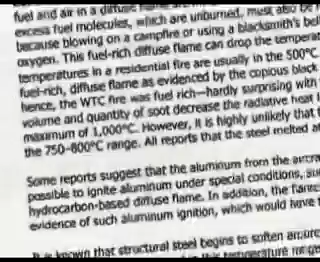 fuel and air in a diffuse
excess fuel molecules, which are unburned, must also be
because blowing on a campfire or using a blacksmith's bel
oxygen. This fuel-rich diffuse flame can drop the temperat
temperatures in a residential fire are usually in the 500°C
fuel-rich, diffuse flame as evidenced by the copious black
hence, the WTC fire was fuel rich—hardly surprising with
volume and quantity of soot decrease the radiative heat i
maximum of 1,000°C. However, it is highly unlikely that t
the 750-800°C range. All reports that the steel melted at
Some reports suggest that the aluminum from the aircra
possible to ignite aluminum under special conditions, su
hydrocarbon-based diffuse flame. In addition, the flame
evidence of such aluminum ignition, which would have
It is known that structural steel begins to soften around
temperature